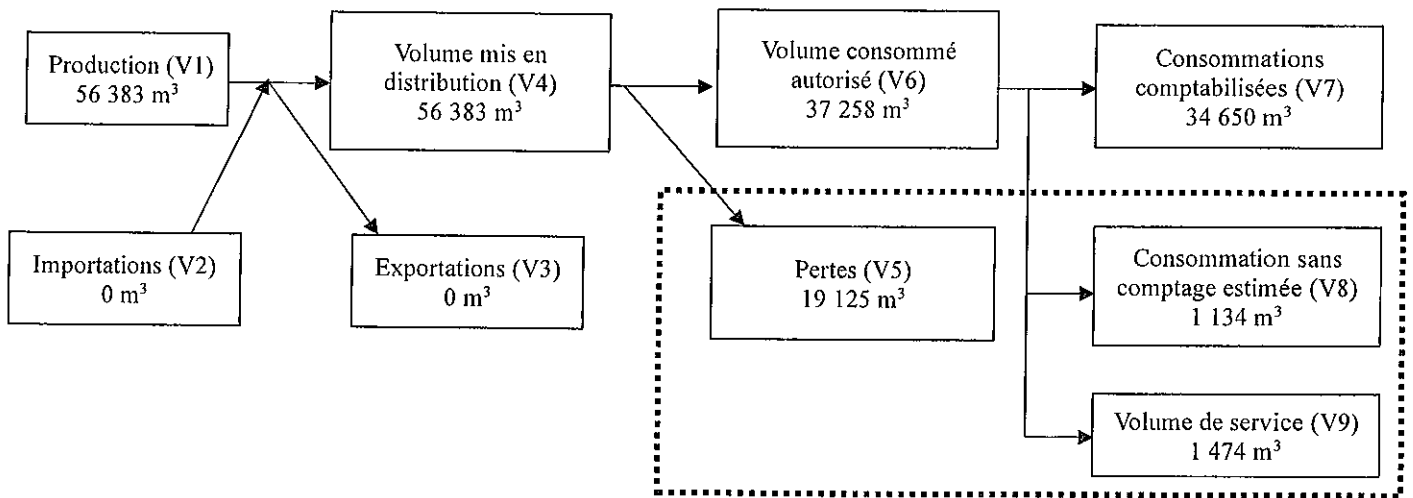 Production (V1)
56 383 m³
Volume mis en
distribution (V4)
56 383 m³
Volume consommé
autorisé (V6)
37 258 m³
Consommations
comptabilisées (V7)
34 650 m³
Importations (V2)
0 m³
Exportations (V3)
0 m³
Pertes (V5)
19 125 m³
Consommation sans
comptage estimée (V8)
1 134 m³
Volume de service (V9)
1 474 m³